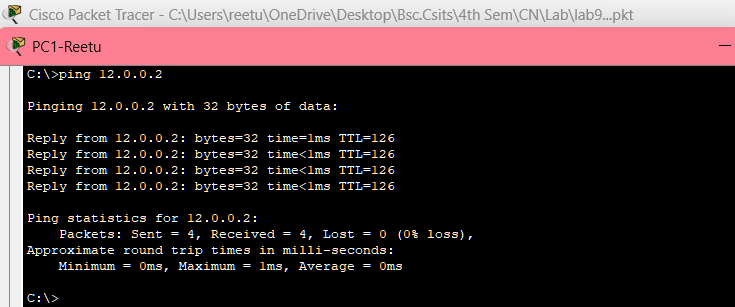 Cisco Packet Tracer - C:\Users\reetu\OneDrive\Desktop\Bsc.Csits\4th Sem\CN\Lab\lab9...pkt
PC1-Reetu
C:\>ping 12.0.0.2
Pinging 12.0.0.2 with 32 bytes of data:
Reply from 12.0.0.2: bytes=32 time=1ms TTL=126
Reply from 12.0.0.2: bytes=32 time<1ms TTL=126
Reply from 12.0.0.2: bytes=32 time<1ms TTL=126
Reply from 12.0.0.2: bytes=32 time<1ms TTL=126
Ping statistics for 12.0.0.2:
Packets: Sent = 4, Received = 4, Lost = 0 (0% loss),
Approximate round trip times in milli-seconds:
Minimum = 0ms, Maximum = 1ms, Average = 0ms
C:\>